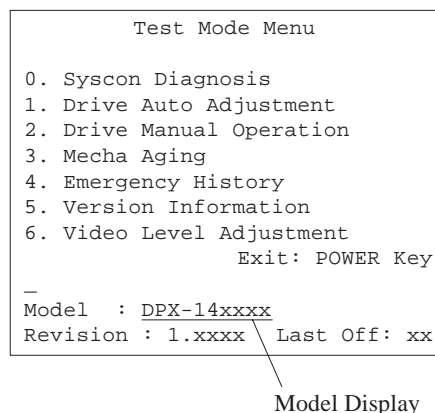 Test Mode Menu
0. Syscon Diagnosis
1. Drive Auto Adjustment
2. Drive Manual Operation
3. Mecha Aging
4. Emergency History
5. Version Information
6. Video Level Adjustment
Exit: POWER Key
_
Model : DPX-14xxxx
Revision : 1.xxxx Last Off: xx
Model Display